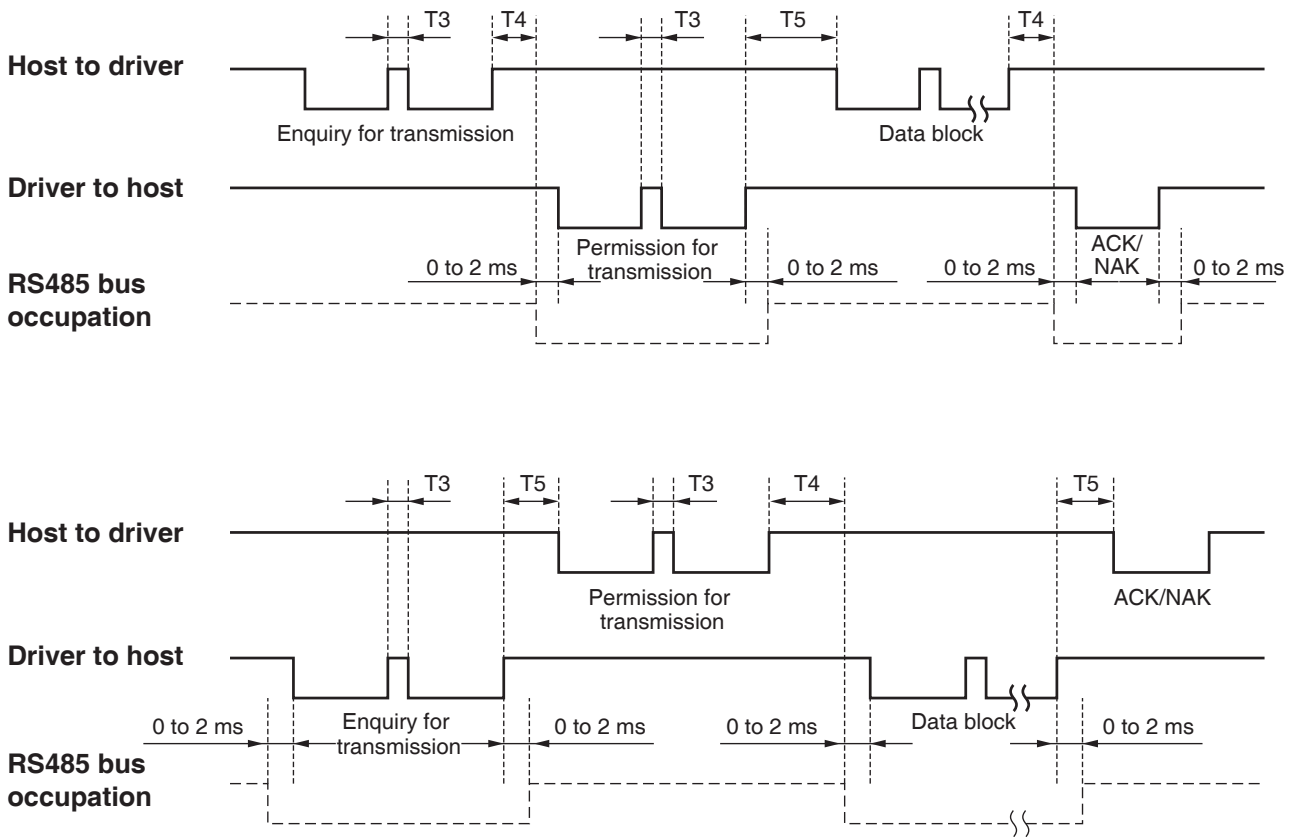 T3
T4
T3
T5
T4
Host to driver
Enquiry for transmission
Data block
Driver to host
Permission for
transmission
ACK/
NAK
0 to 2 ms
0 to 2 ms
0 to 2 ms
0 to 2 ms
RS485 bus
occupation
T3
T5
T3
T4
T5
Host to driver
Permission for
transmission
ACK/NAK
Driver to host
Enquiry for
transmission
Data block
0 to 2 ms
0 to 2 ms
0 to 2 ms
0 to 2 ms
RS485 bus
occupation